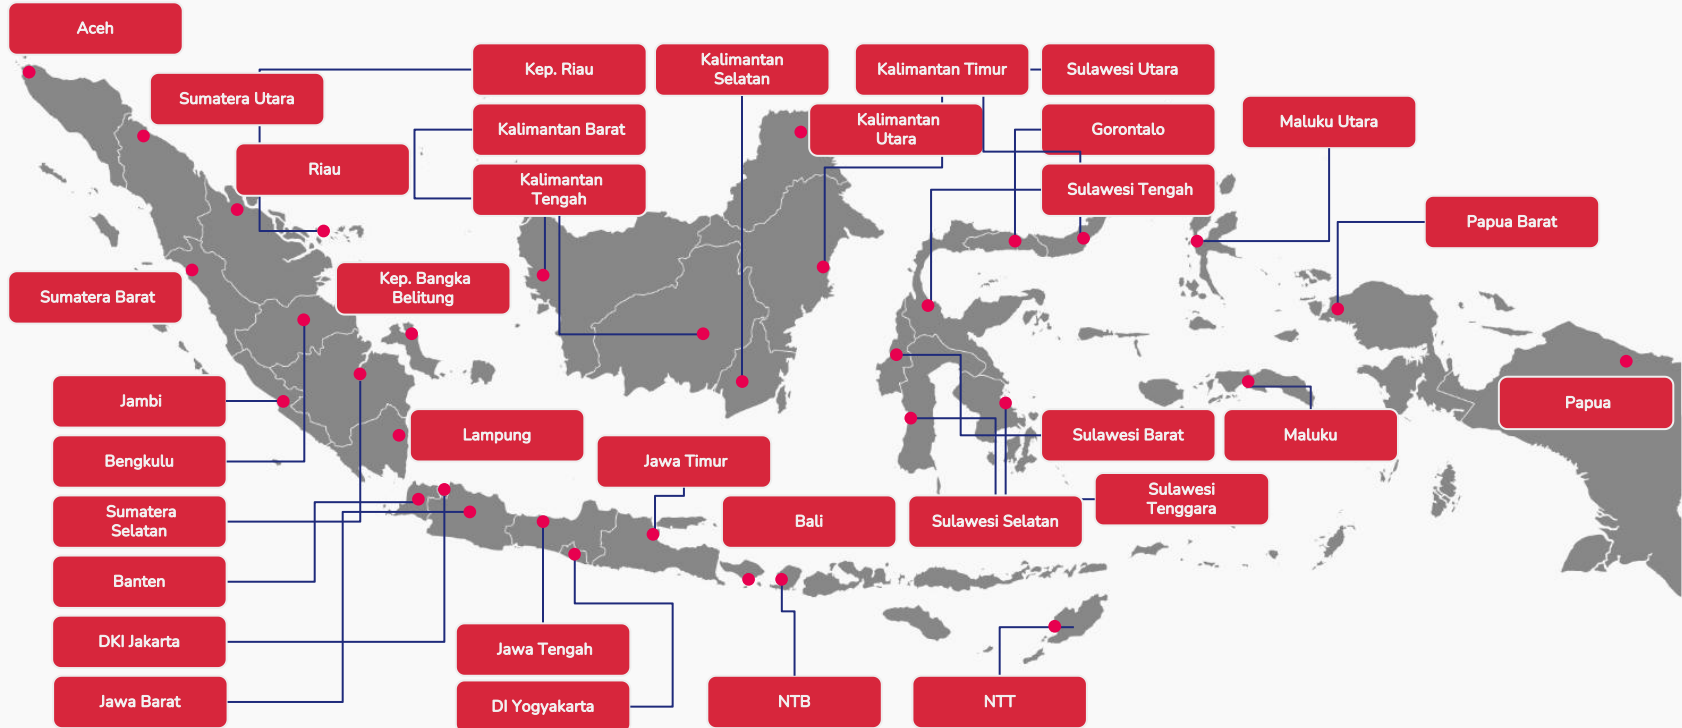 Aceh
Sumatera Utara
Kep. Riau
Kalimantan
Selatan
Kalimantan Timur
Sulawesi Utara
Kalimantan Barat
Kalimantan
Utara
Gorontalo
Maluku Utara
Riau
Kalimantan
Tengah
Sulawesi Tengah
Papua Barat
Sumatera Barat
Kep. Bangka
Belitung
Jambi
Papua
Bengkulu
Lampung
Jawa Timur
Sulawesi Barat
Maluku
Sumatera
Selatan
Bali
Sulawesi Selatan
Sulawesi
Tenggara
Banten
DKI Jakarta
Jawa Tengah
Jawa Barat
DI Yogyakarta
NTB
NTT